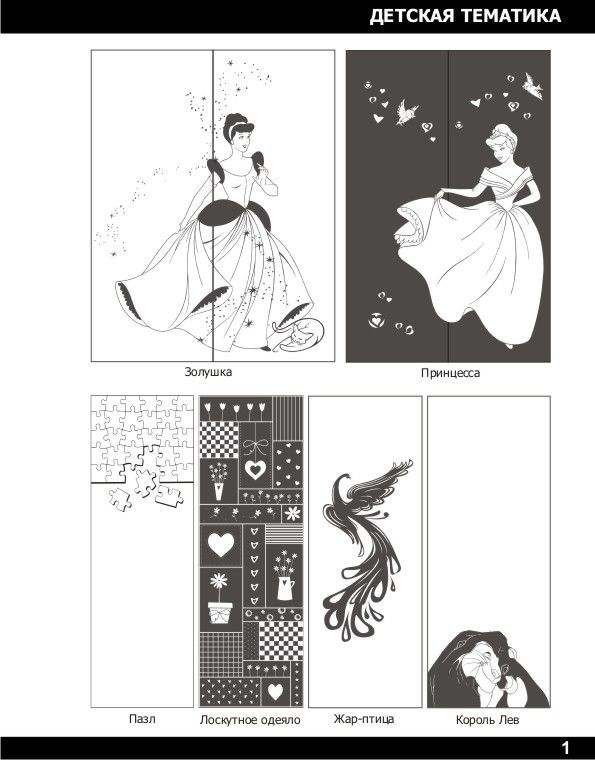 ДЕТСКАЯ ТЕМАТИКА
Золушка
Принцесса
Пазл
Лоскутное одеяло
Жар-птица
Король Лев
1